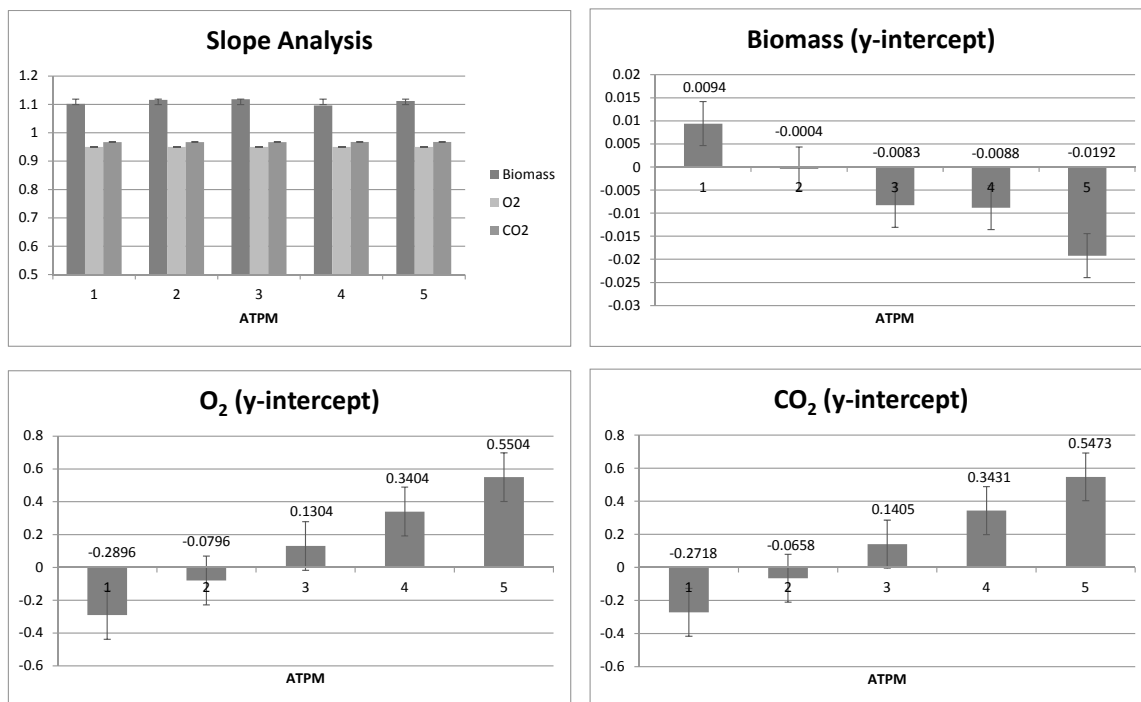 Slope Analysis
1.2
1.1
1
0.9
0.8
0.7
0.6
0.5
1 2 3 4 5
ATPM
Biomass
O2
CO2
Biomass (y-intercept)
0.02
0.015
0.01
0.005
0
-0.005
-0.01
-0.015
-0.02
-0.025
-0.03
0.0094 -0.0004 -0.0083 -0.0088 -0.0192
1 2 3 4 5
ATPM
O₂ (y-intercept)
0.8
0.6
0.4
0.2
0
-0.2
-0.4
-0.6
-0.2896 -0.0796 0.1304 0.3404 0.5504
1 2 3 4 5
ATPM
CO₂ (y-intercept)
0.8
0.6
0.4
0.2
0
-0.2
-0.4
-0.6
-0.2718 -0.0658 0.1405 0.3431 0.5473
1 2 3 4 5
ATPM